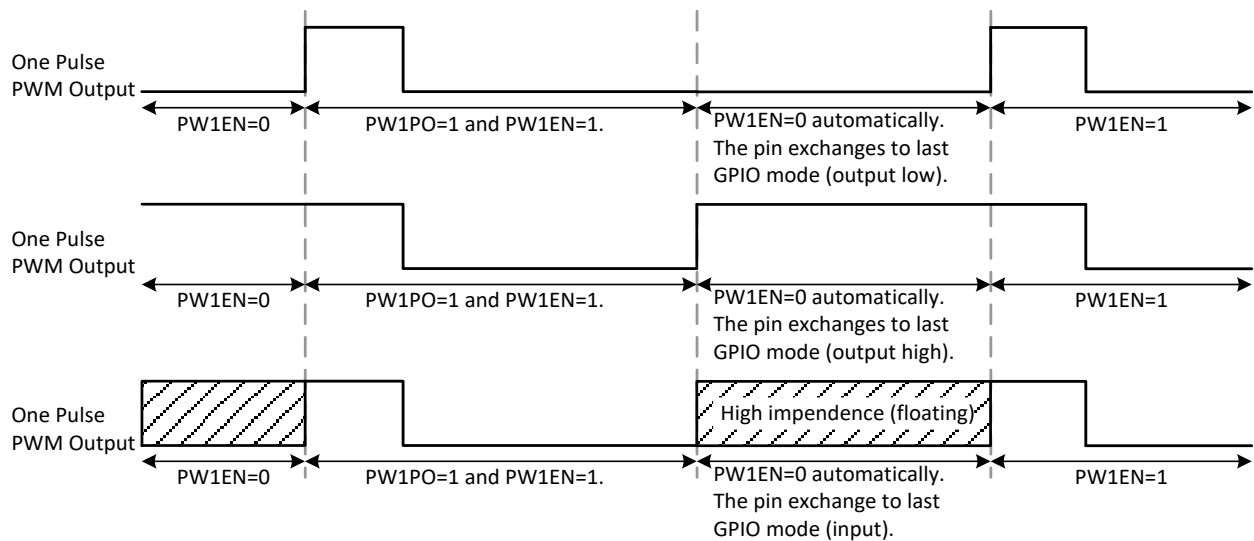 One Pulse
PWM Output
PW1EN=0
PW1PO=1 and PW1EN=1.
PW1EN=0 automatically.
The pin exchanges to last
GPIO mode (output low).
PW1EN=1
One Pulse
PWM Output
PW1EN=0
PW1PO=1 and PW1EN=1.
PW1EN=0 automatically.
The pin exchanges to last
GPIO mode (output high).
PW1EN=1
One Pulse
PWM Output
High impendence (floating)
PW1EN=0
PW1PO=1 and PW1EN=1.
PW1EN=0 automatically.
The pin exchange to last
GPIO mode (input).
PW1EN=1